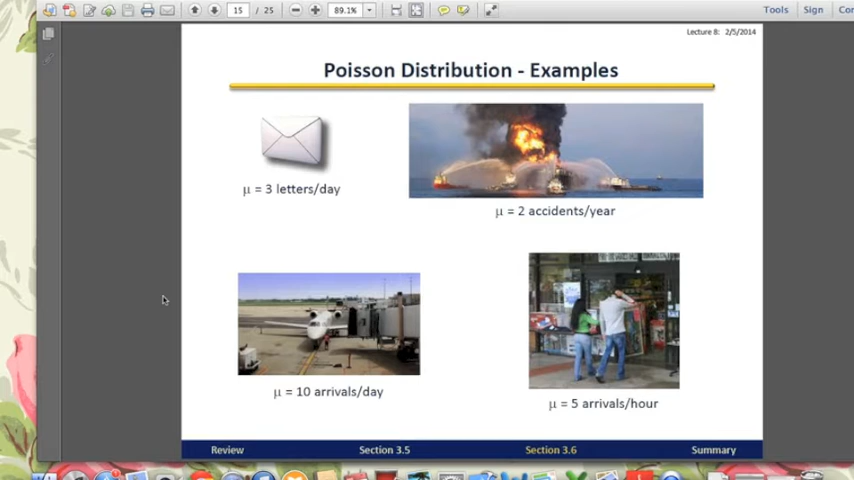 15 / 25
89.1%
Tools Sign
Lecture 8: 2/5/2014
Poisson Distribution - Examples
μ = 3 letters/day
μ = 2 accidents/year
μ = 10 arrivals/day
μ = 5 arrivals/hour
Review Section 3.5 Section 3.6 Summary